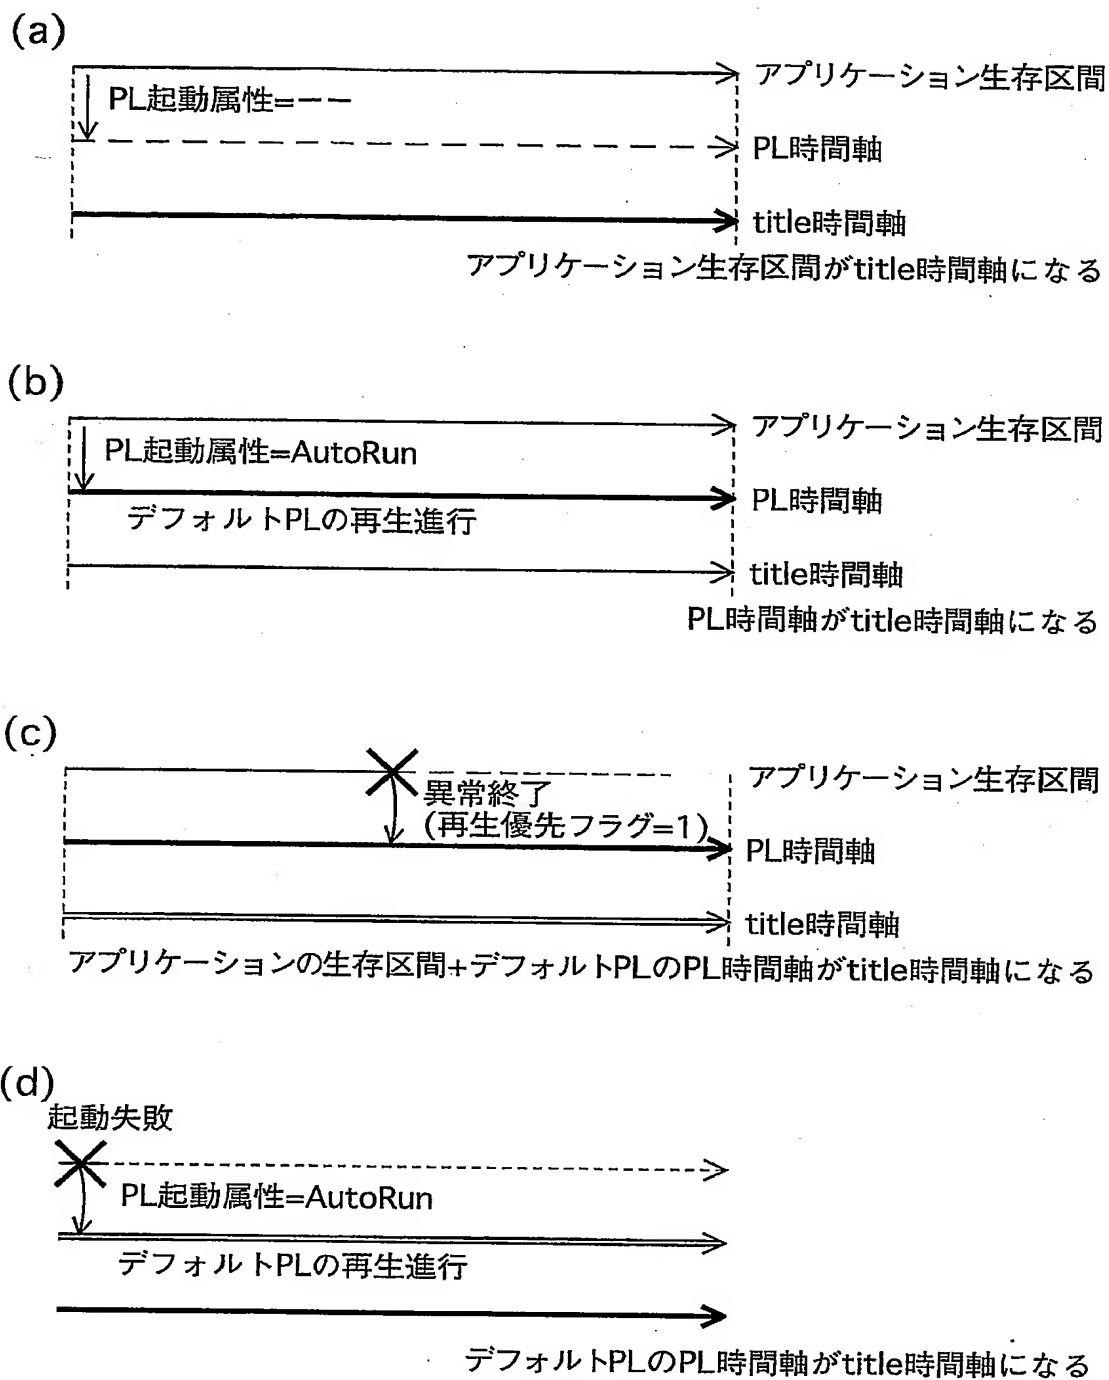 (a)
アプリケーション生存区間
PL起動属性=ーー
PL時間軸
title時間軸
アプリケーション生存区間がtitle時間軸になる
(b)
アプリケーション生存区間
PL起動属性=AutoRun
PL時間軸
デフォルトPLの再生進行
title時間軸
PL時間軸がtitle時間軸になる
(c)
アプリケーション生存区間
異常終了
(再生優先フラグ=1)
PL時間軸
title時間軸
アプリケーションの生存区間+デフォルトPLのPL時間軸がtitle時間軸になる
(d)
起動失敗
PL起動属性=AutoRun
デフォルトPLの再生進行
デフォルトPLのPL時間軸がtitle時間軸になる